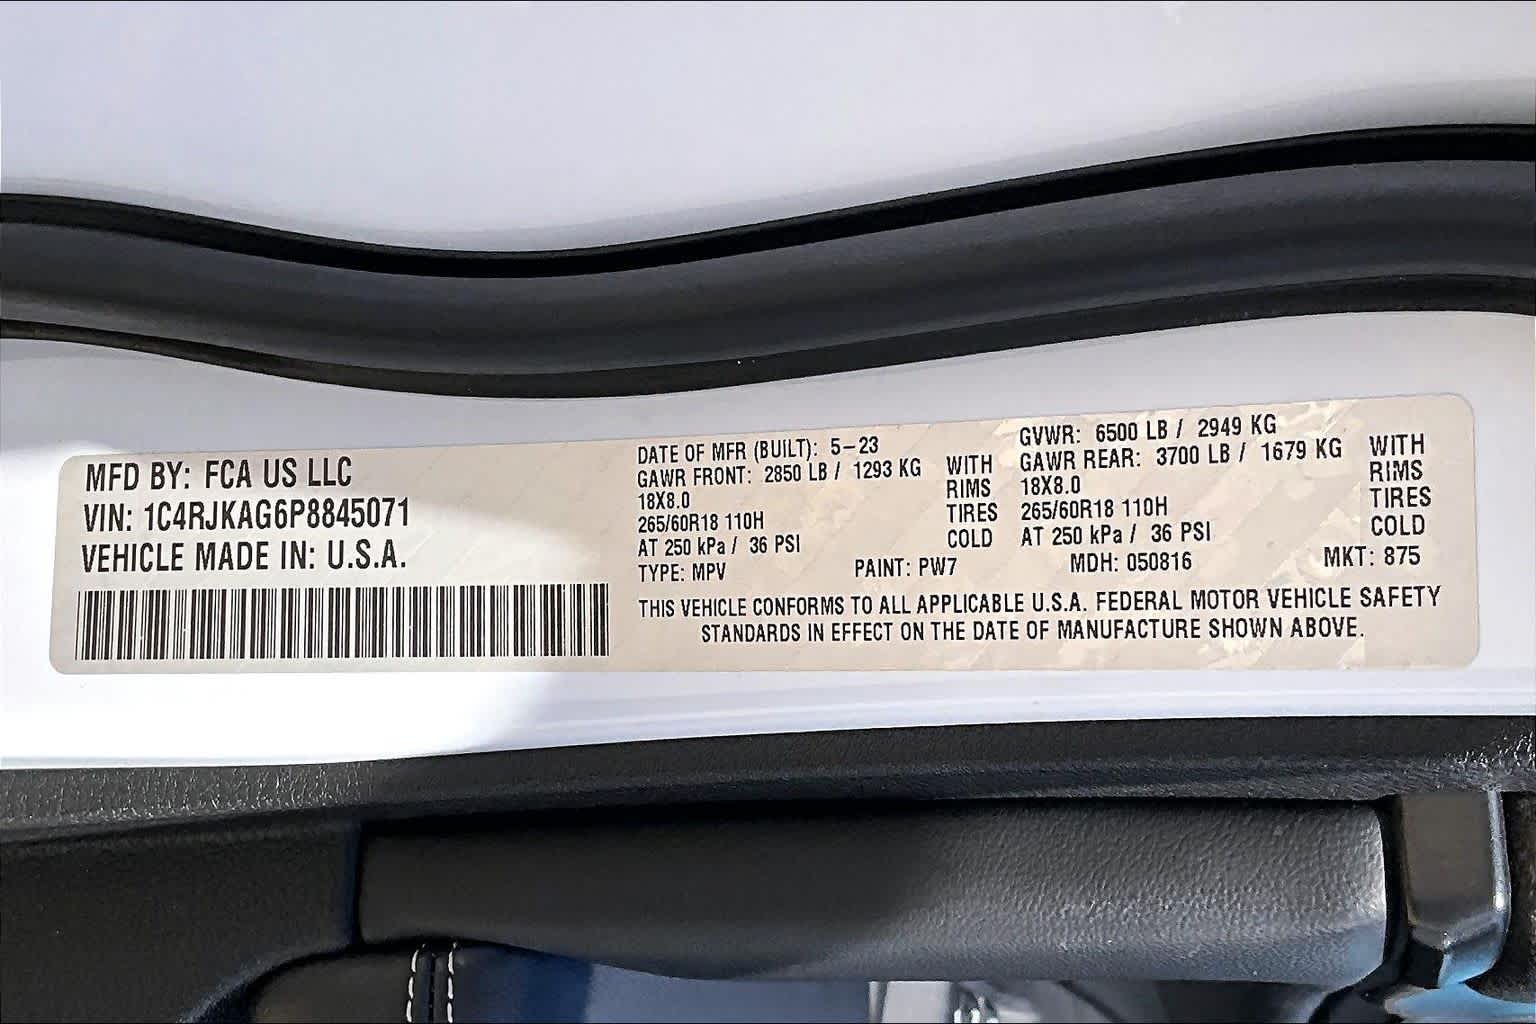 MFD BY: FCA US LLC
VIN: 1C4RJKAG6P8845071
VEHICLE MADE IN: U.S.A.
DATE OF MFR (BUILT): 5-23
GAWR FRONT: 2850 LB / 1293 KG
18X8.0
265/60R18 110H
AT 250 kPa / 36 PSI
WITH
RIMS
TIRES
COLD
GVWR: 6500 LB / 2949 KG
GAWR REAR: 3700 LB / 1679 KG
18X8.0
265/60R18 110H
AT 250 kPa / 36 PSI
WITH
RIMS
TIRES
COLD
TYPE: MPV PAINT: PW7 MDH: 050816 MKT: 875
THIS VEHICLE CONFORMS TO ALL APPLICABLE U.S.A. FEDERAL MOTOR VEHICLE SAFETY
STANDARDS IN EFFECT ON THE DATE OF MANUFACTURE SHOWN ABOVE.